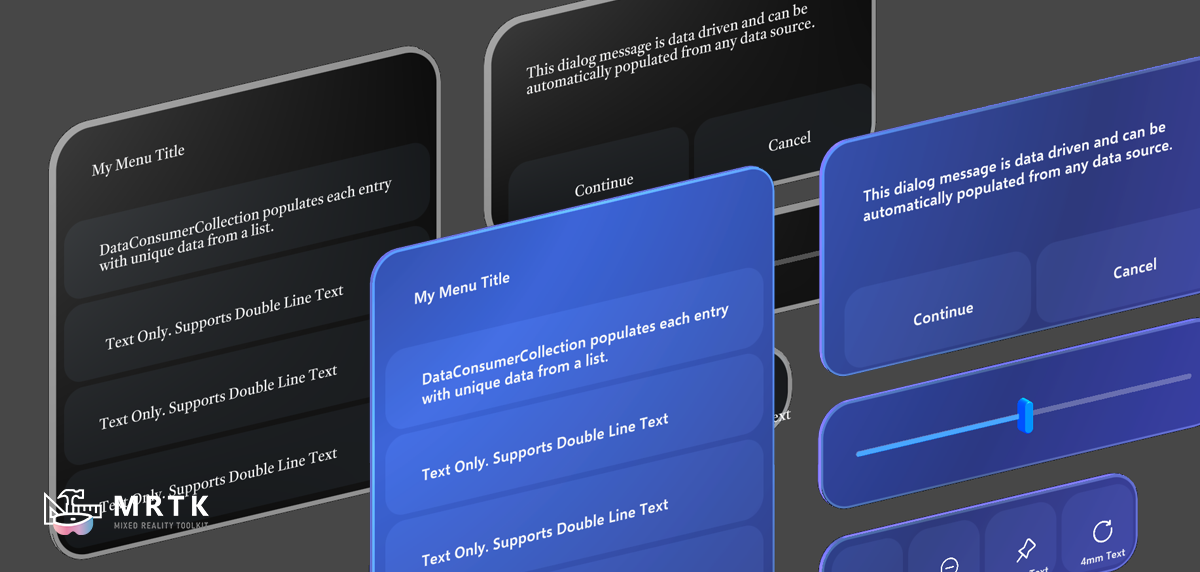 My Menu Title
DataConsumerCollection populates each entry
with unique data from a list.
Text Only. Supports Double Line Text
Text Only. Supports Double Line Text
Text Only. Supports Double Line Text
MRTK
MIXED REALITY TOOLKIT
This dialog message is data driven and can be
automatically populated from any data source.
Continue
Cancel
My Menu Title
DataConsumerCollection populates each entry
with unique data from a list.
Text Only. Supports Double Line Text
Text Only. Supports Double Line Text
This dialog message is data driven and can be
automatically populated from any data source.
Continue
Cancel
4mm Text